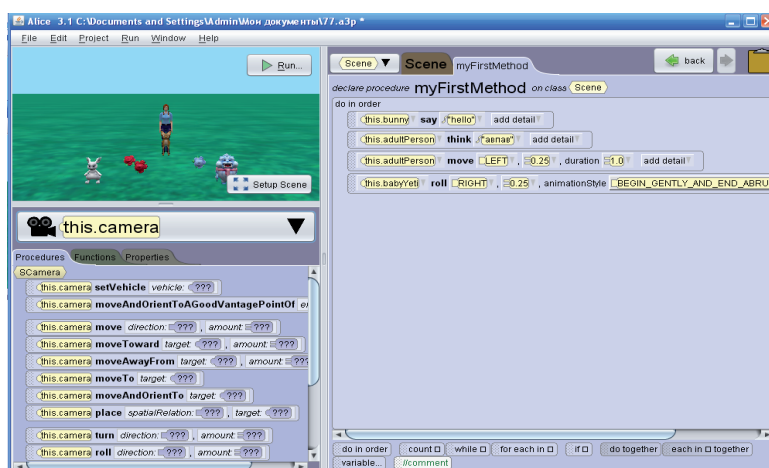 Alice 3.1 C:\Documents and Settings\Admin\Мои документы\77.a3p *
File Edit Project Run Window Help
Run...
Setup Scene
this.camera
Procedures Functions Properties
SCamera
this.camera setVehicle vehicle: ???
this.camera moveAndOrientToAGoodVantagePointOf
this.camera move direction: ??? , amount: ???
this.camera moveToward target: ??? , amount: ???
this.camera moveAwayFrom target: ??? , amount: ???
this.camera moveTo target: ???
this.camera moveAndOrientTo target: ???
this.camera place spatialRelation: ??? , target: ???
this.camera turn direction: ??? , amount: ???
this.camera roll direction: ??? , amount: ???
Scene Scene myFirstMethod back
declare procedure myFirstMethod on class Scene
do in order
this.bunny say "hello" add detail
this.adultPerson think "авпав" add detail
this.adultPerson move LEFT , 0.25 , duration 1.0 add detail
this.babyYeti roll RIGHT , 0.25 , animationStyle BEGIN_GENTLY_AND_END_ABRU
do in order count while for each in if do together each in together
variable... //comment